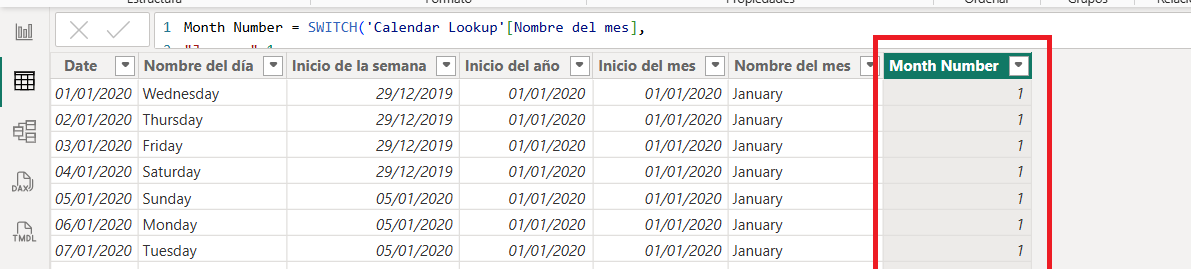 Estructura Formato Propiedades Ordenar Grupos
1 Month Number = SWITCH('Calendar Lookup'[Nombre del mes],
Date Nombre del día Inicio de la semana Inicio del año Inicio del mes Nombre del mes Month Number
01/01/2020 Wednesday 29/12/2019 01/01/2020 01/01/2020 January 1
02/01/2020 Thursday 29/12/2019 01/01/2020 01/01/2020 January 1
03/01/2020 Friday 29/12/2019 01/01/2020 01/01/2020 January 1
04/01/2020 Saturday 29/12/2019 01/01/2020 01/01/2020 January 1
05/01/2020 Sunday 05/01/2020 01/01/2020 01/01/2020 January 1
06/01/2020 Monday 05/01/2020 01/01/2020 01/01/2020 January 1
07/01/2020 Tuesday 05/01/2020 01/01/2020 01/01/2020 January 1
DAX
TMDL